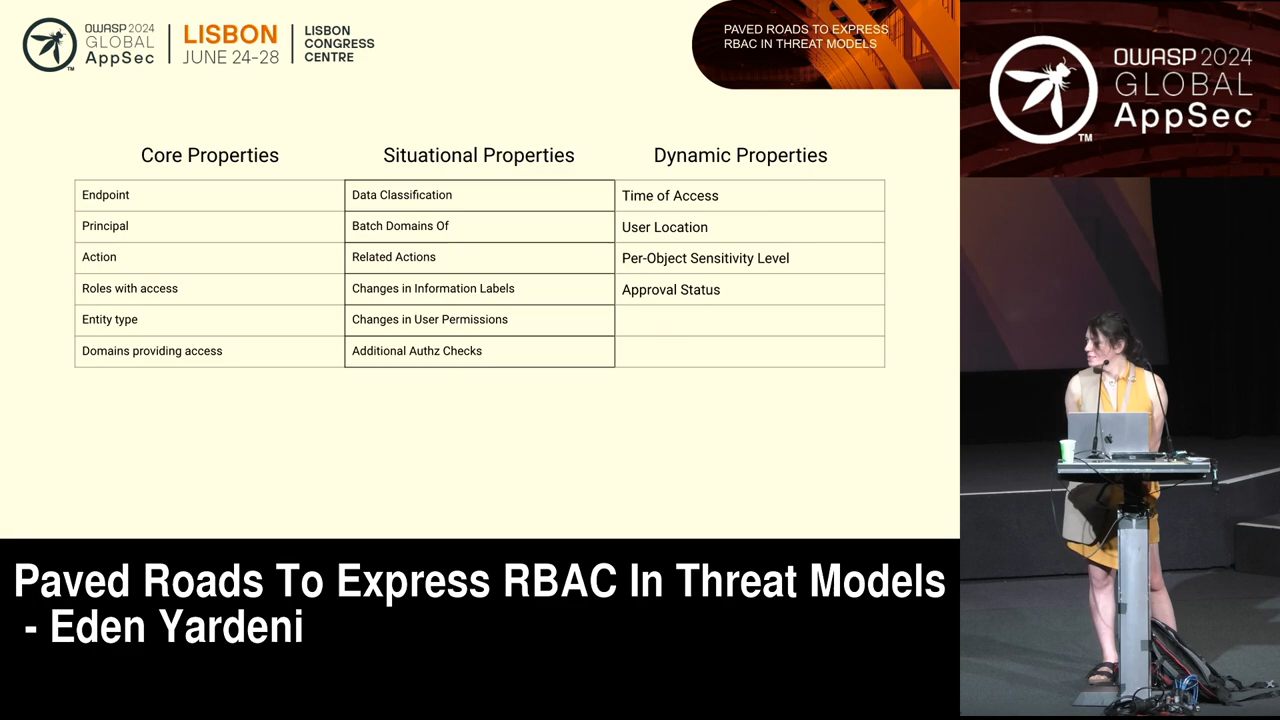 OWASP 2024
GLOBAL
AppSec
TM
LISBON
JUNE 24-28
LISBON
CONGRESS
CENTRE
PAVED ROADS TO EXPRESS
RBAC IN THREAT MODELS
OWASP 2024
GLOBAL
AppSec
TM
Core Properties
Situational Properties
Dynamic Properties
Endpoint
Data Classification
Time of Access
Principal
Batch Domains Of
User Location
Action
Related Actions
Per-Object Sensitivity Level
Roles with access
Changes in Information Labels
Approval Status
Entity type
Changes in User Permissions
Domains providing access
Additional Authz Checks
Paved Roads To Express RBAC In Threat Models
- Eden Yardeni